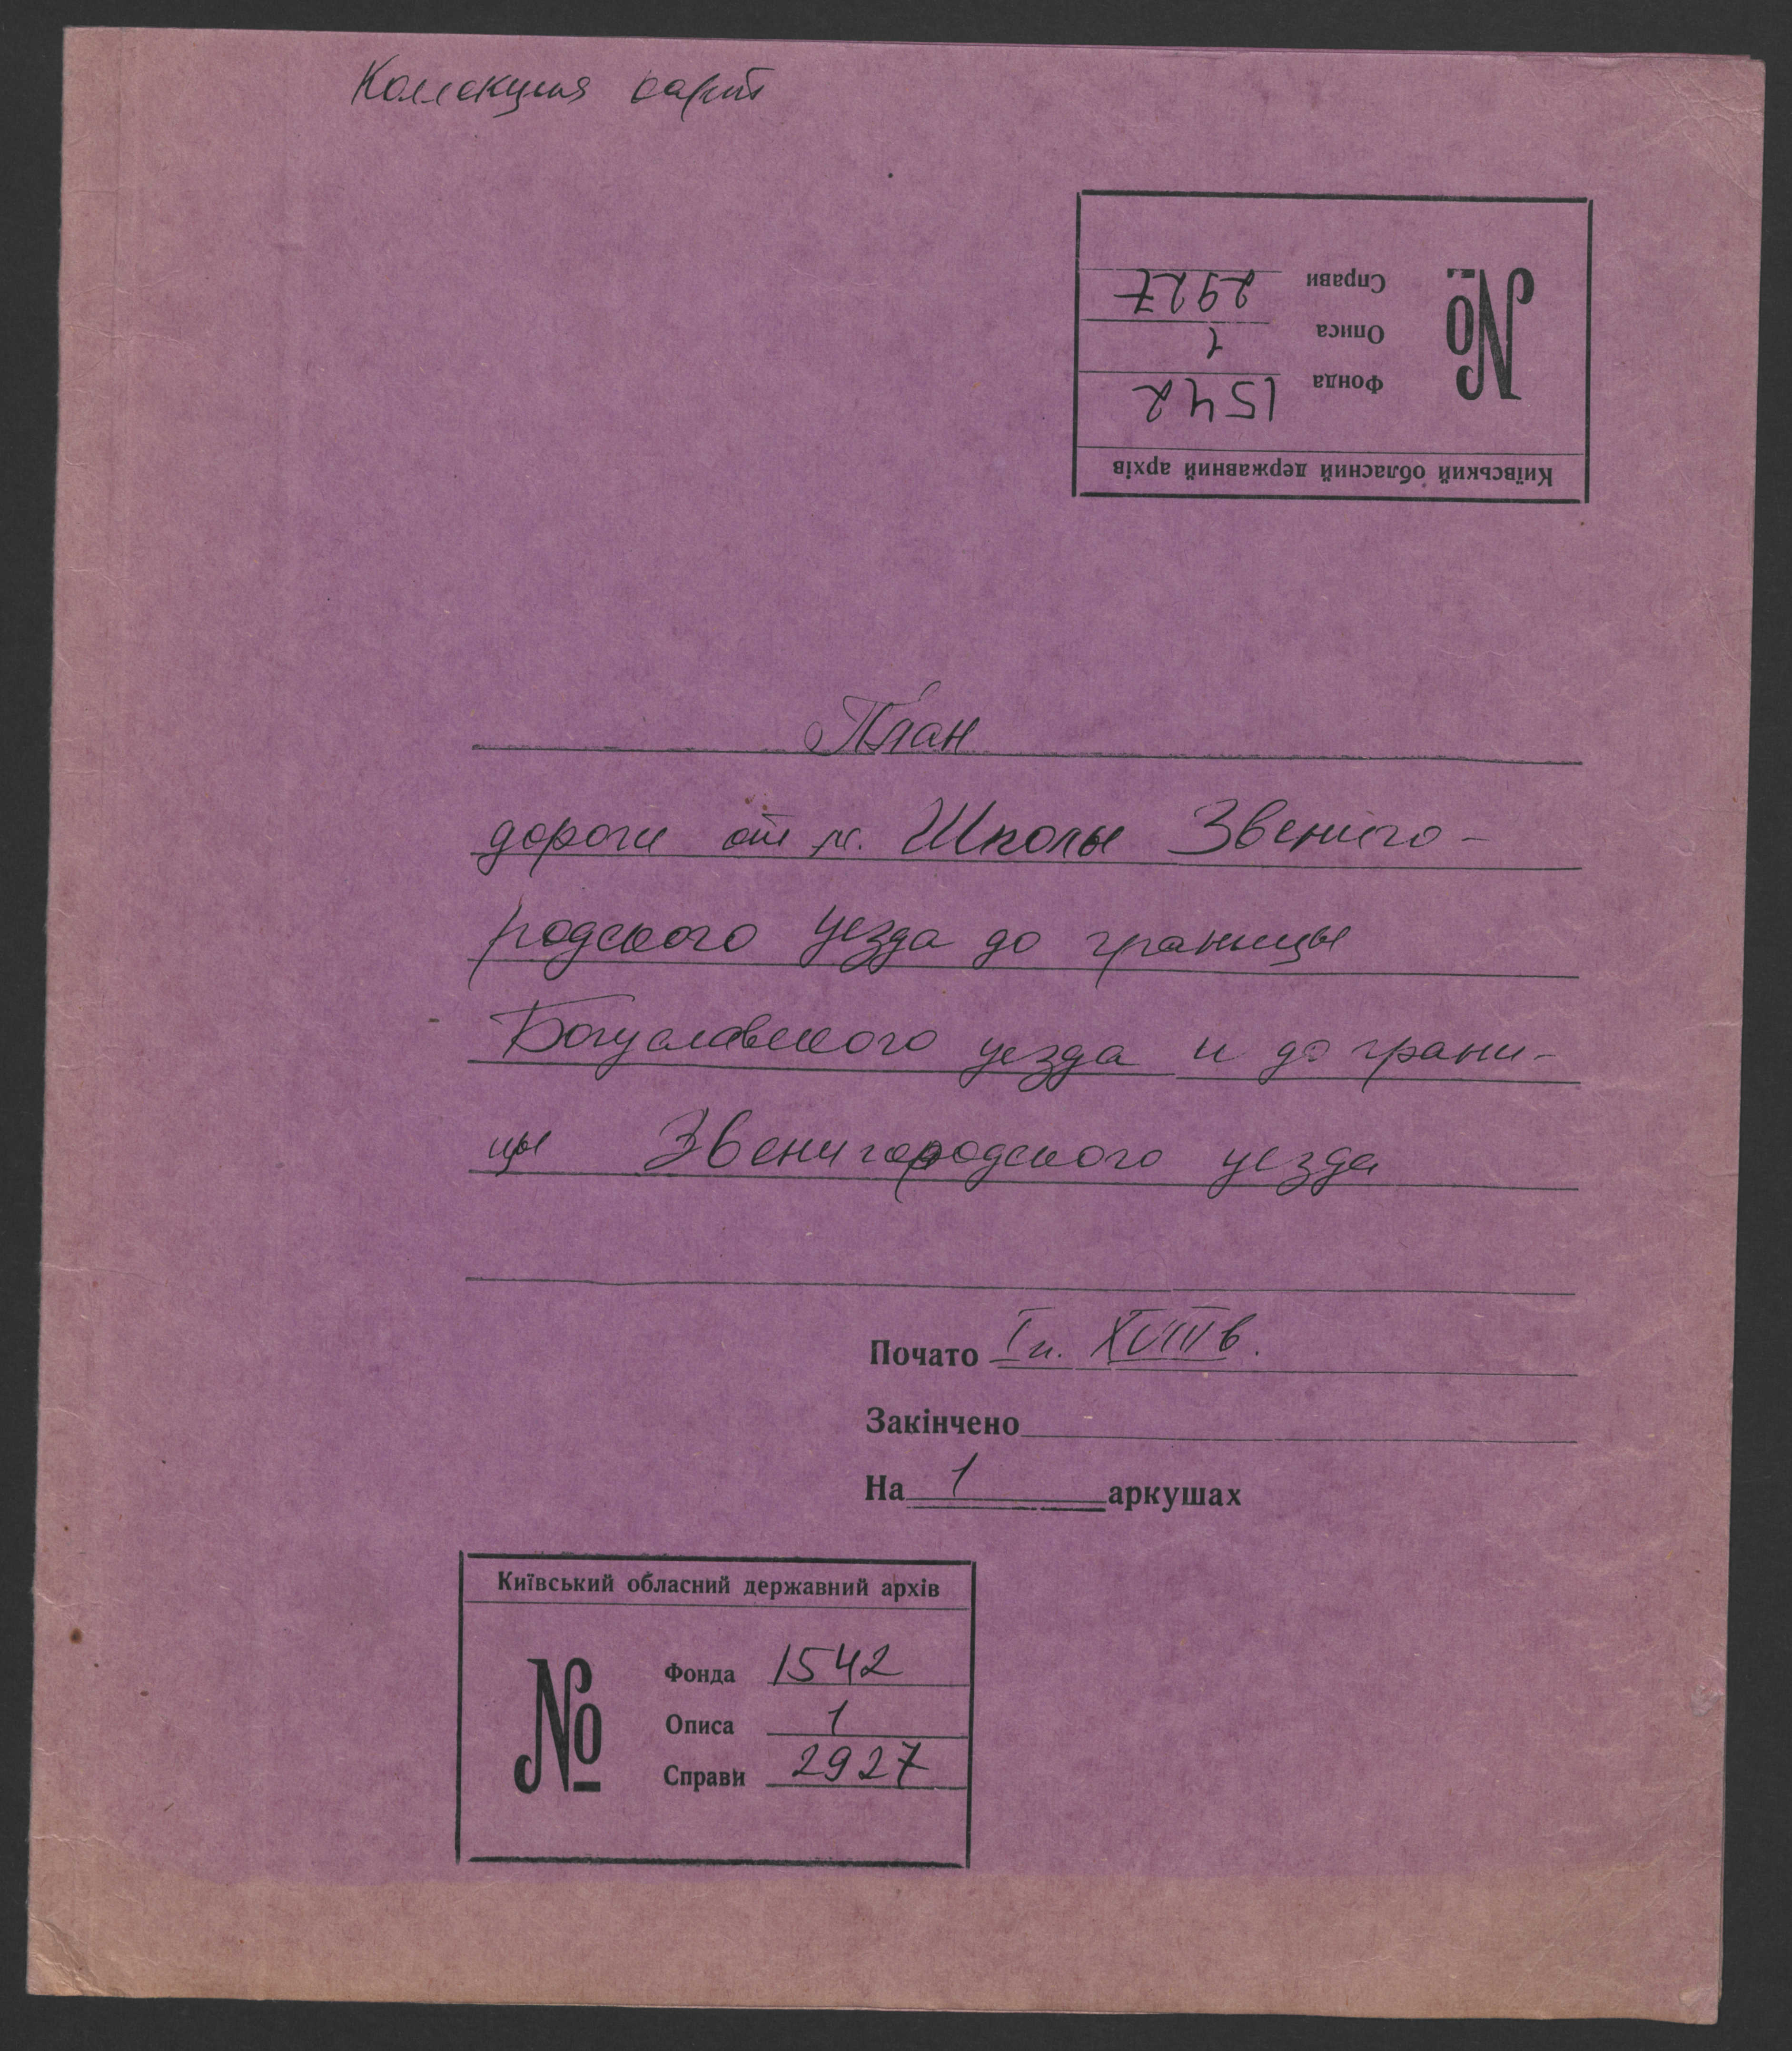 Коллекция карт
Київський обласний державний архів
№
Фонда 1542
Описа 1
Справи 2927
План
дороги от м. Шполы Звениго-
родского уезда до границы
Богуславского уезда и до грани-
цы Звенигородского уезда
Почато I п. XVIII в.
Закінчено
На 1 аркушах
Київський обласний державний архів
№
Фонда 1542
Описа 1
Справи 2927